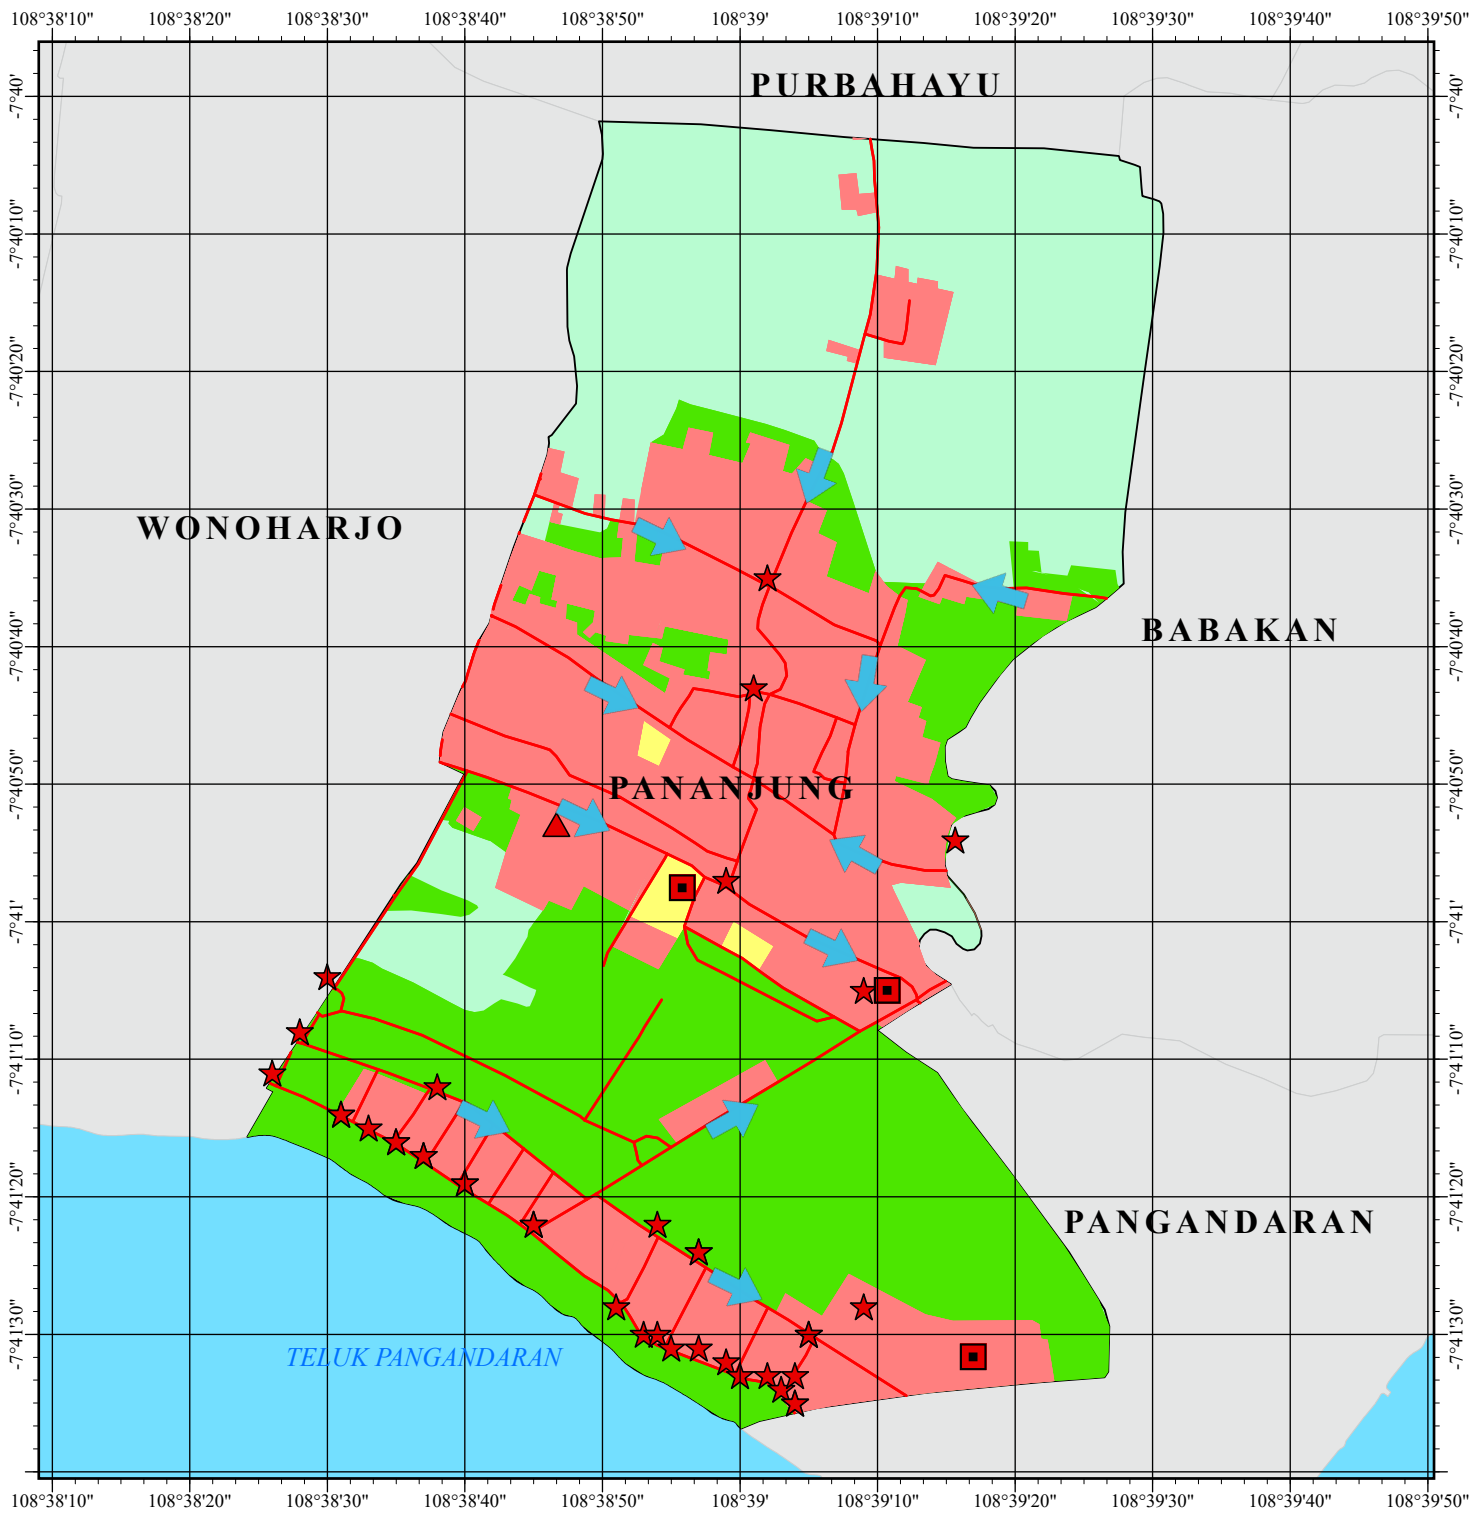 108°38'10" 108°38'20" 108°38'30" 108°38'40" 108°38'50" 108°39' 108°39'10" 108°39'20" 108°39'30" 108°39'40" 108°39'50"
PURBAHAYU
-7°40' -7°40'
-7°40'10" -7°40'10"
-7°40'20" -7°40'20"
-7°40'30" -7°40'30"
WONOHARJO
BABAKAN
-7°40'40" -7°40'40"
-7°40'50" -7°40'50"
PANANJUNG
-7°41' -7°41'
-7°41'10" -7°41'10"
-7°41'20" -7°41'20"
PANGANDARAN
-7°41'30" -7°41'30"
TELUK PANGANDARAN
108°38'10" 108°38'20" 108°38'30" 108°38'40" 108°38'50" 108°39' 108°39'10" 108°39'20" 108°39'30" 108°39'40" 108°39'50"